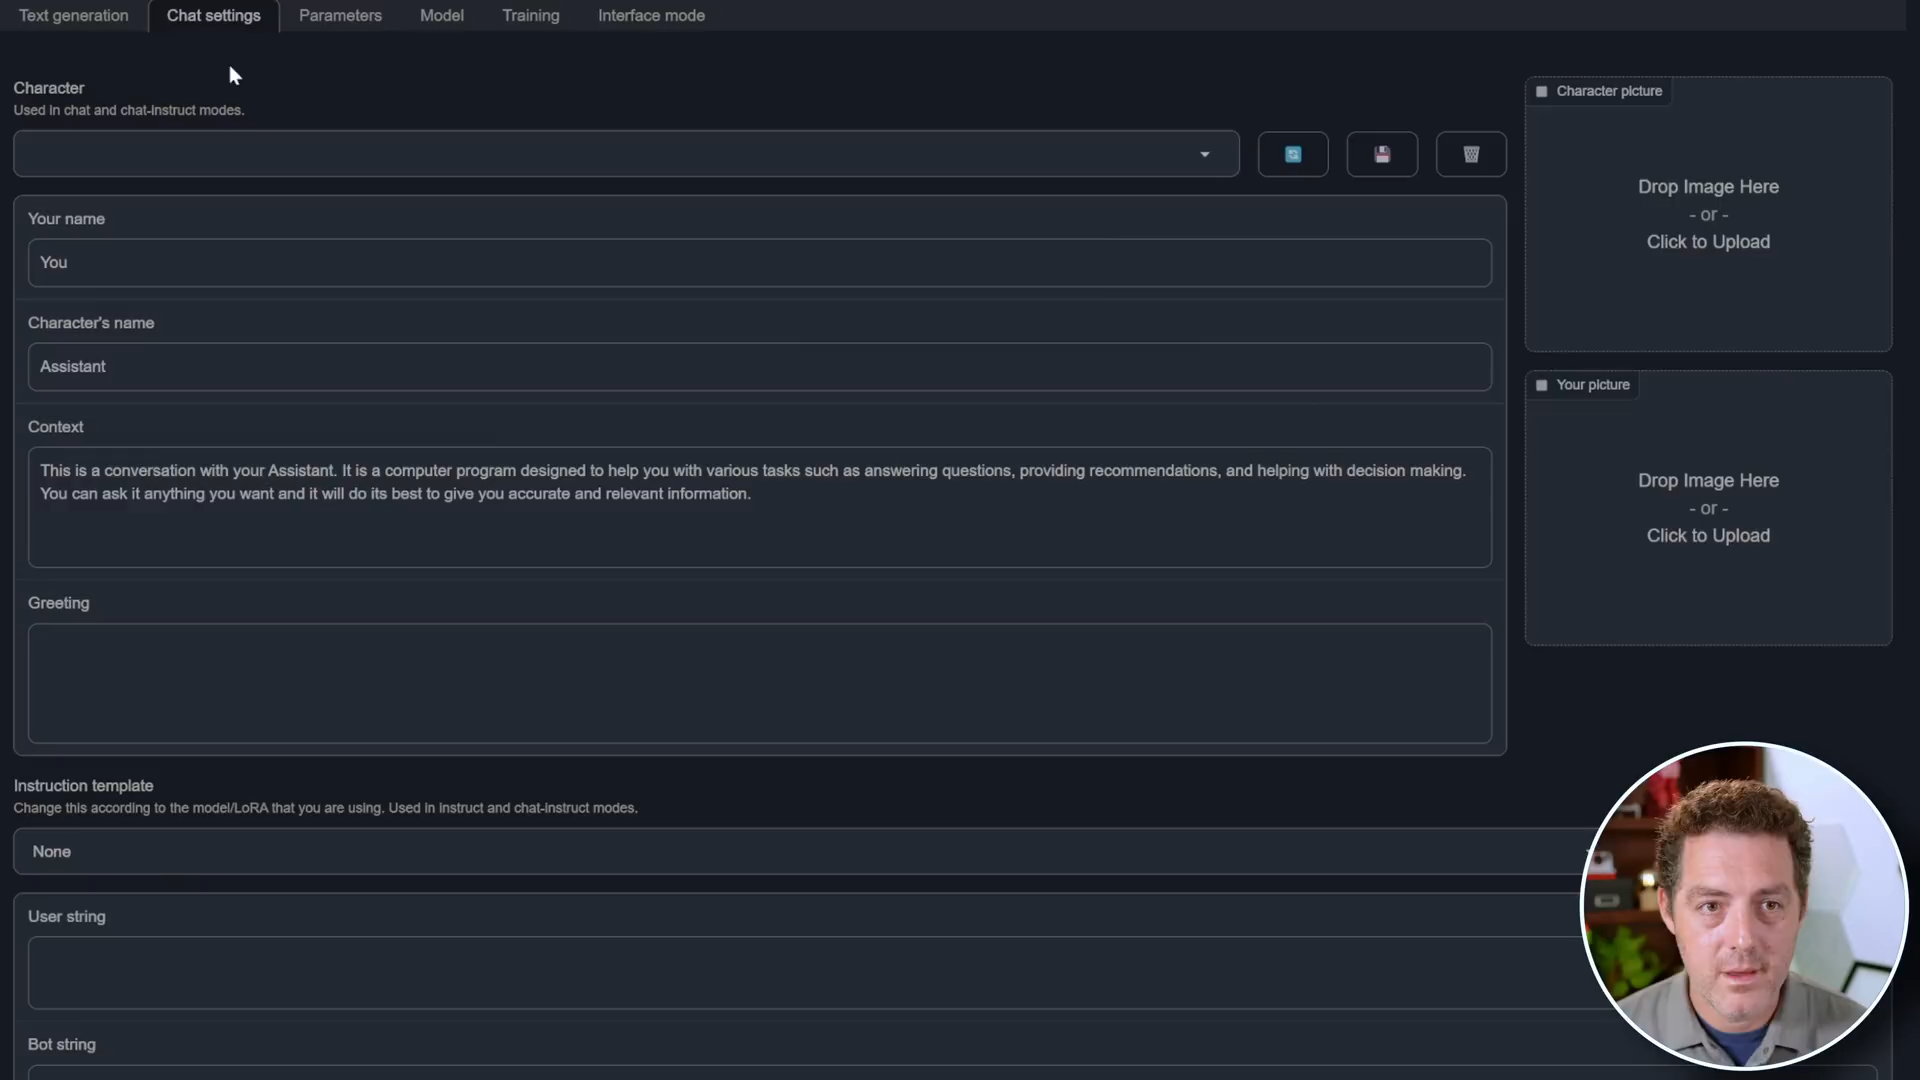 Text generation
Chat settings
Parameters
Model
Training
Interface mode
Character
Used in chat and chat-instruct modes.
Character picture
Drop Image Here
- or -
Click to Upload
Your name
You
Character's name
Assistant
Your picture
Drop Image Here
- or -
Click to Upload
Context
This is a conversation with your Assistant. It is a computer program designed to help you with various tasks such as answering questions, providing recommendations, and helping with decision making.
You can ask it anything you want and it will do its best to give you accurate and relevant information.
Greeting
Instruction template
Change this according to the model/LoRA that you are using. Used in instruct and chat-instruct modes.
None
User string
Bot string